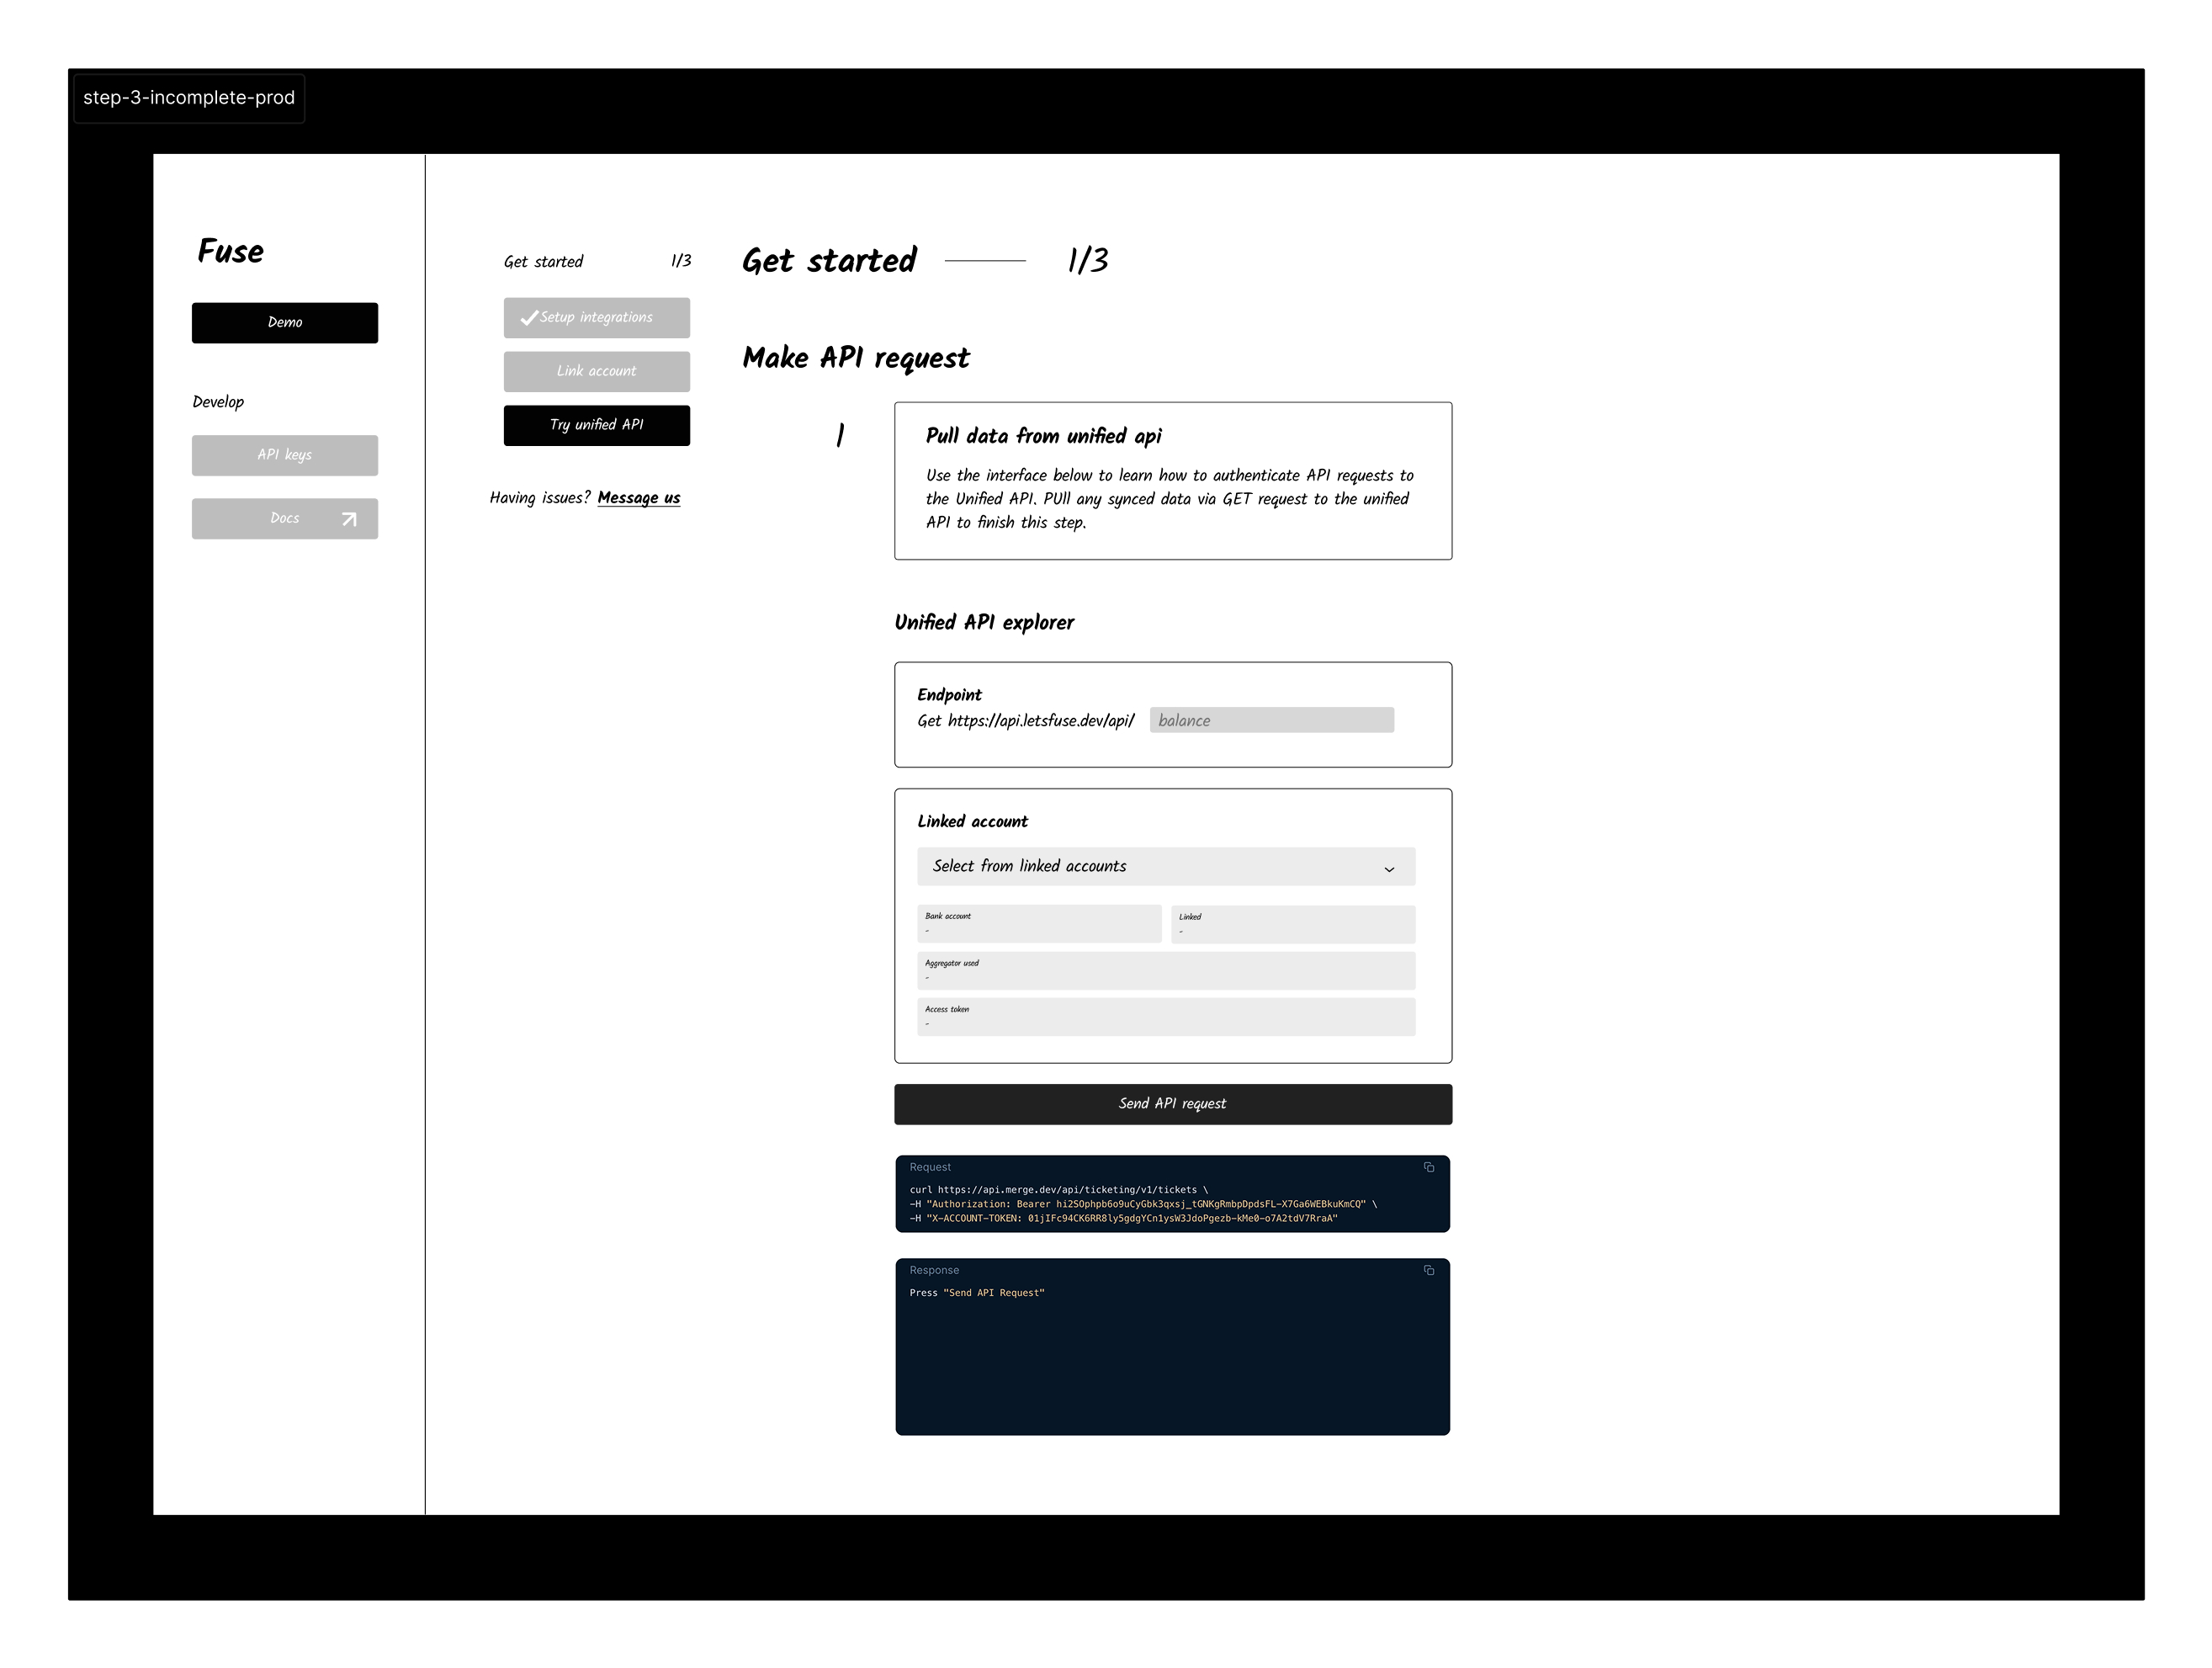 step-3-incomplete-prod
Fuse
Demo
Develop
API keys
Docs
Get started 1/3
Setup integrations
Link account
Try unified API
Having issues? Message us
Get started 1/3
Make API request
1
Pull data from unified api
Use the interface below to learn how to authenticate API requests to
the Unified API. PUll any synced data via GET request to the unified
API to finish this step.
Unified API explorer
Endpoint
Get https://api.letsfuse.dev/api/ balance
Linked account
Select from linked accounts
Bank account
-
Linked
-
Aggregator used
-
Access token
-
Send API request
Request
curl https://api.merge.dev/api/ticketing/v1/tickets \
-H "Authorization: Bearer hi2SOphpb6o9uCyGbk3qxsj_tGNKgRmbpDpdsFL-X7Ga6WEBkuKmCQ" \
-H "X-ACCOUNT-TOKEN: 01jIFc94CK6RR8ly5gdgYCn1ysW3JdoPgezb-kMe0-o7A2tdV7RraA"
Response
Press "Send API Request"